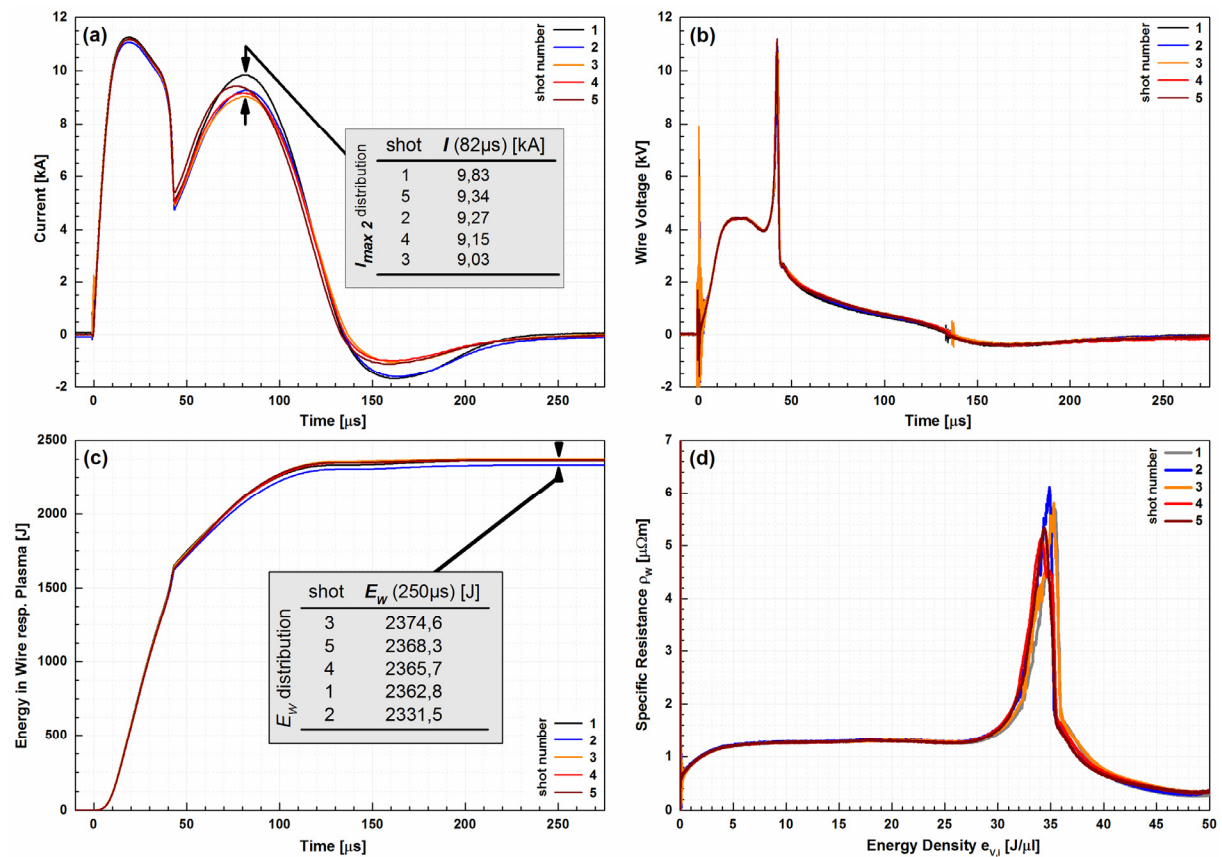 (a)
12
10
8
6
4
2
0
-2
Current [kA]
0 50 100 150 200 250
Time [µs]
shot number
1
2
3
4
5
shot I (82µs) [kA]
1 9,83
5 9,34
2 9,27
4 9,15
3 9,03
I max 2 distribution
(b)
12
10
8
6
4
2
0
-2
Wire Voltage [kV]
0 50 100 150 200 250
Time [µs]
shot number
1
2
3
4
5
(c)
2500
2000
1500
1000
500
0
Energy in Wire resp. Plasma [J]
0 50 100 150 200 250
Time [µs]
shot EW (250µs) [J]
3 2374,6
5 2368,3
4 2365,7
1 2362,8
2 2331,5
EW distribution
shot number
1
2
3
4
5
(d)
7
6
5
4
3
2
1
0
Specific Resistance ρW [µΩm]
0 5 10 15 20 25 30 35 40 45 50
Energy Density eV,i [J/µl]
shot number
1
2
3
4
5